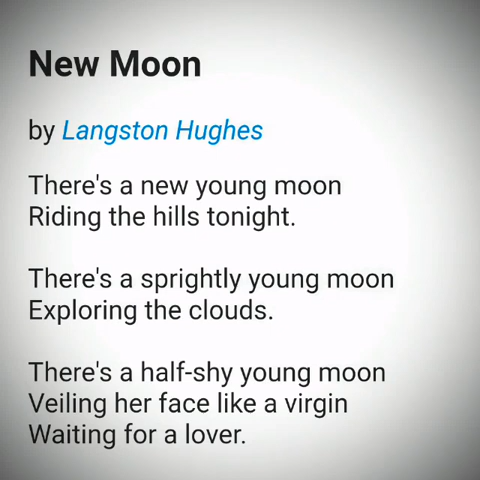 New Moon
by Langston Hughes
There's a new young moon
Riding the hills tonight.
There's a sprightly young moon
Exploring the clouds.
There's a half-shy young moon
Veiling her face like a virgin
Waiting for a lover.